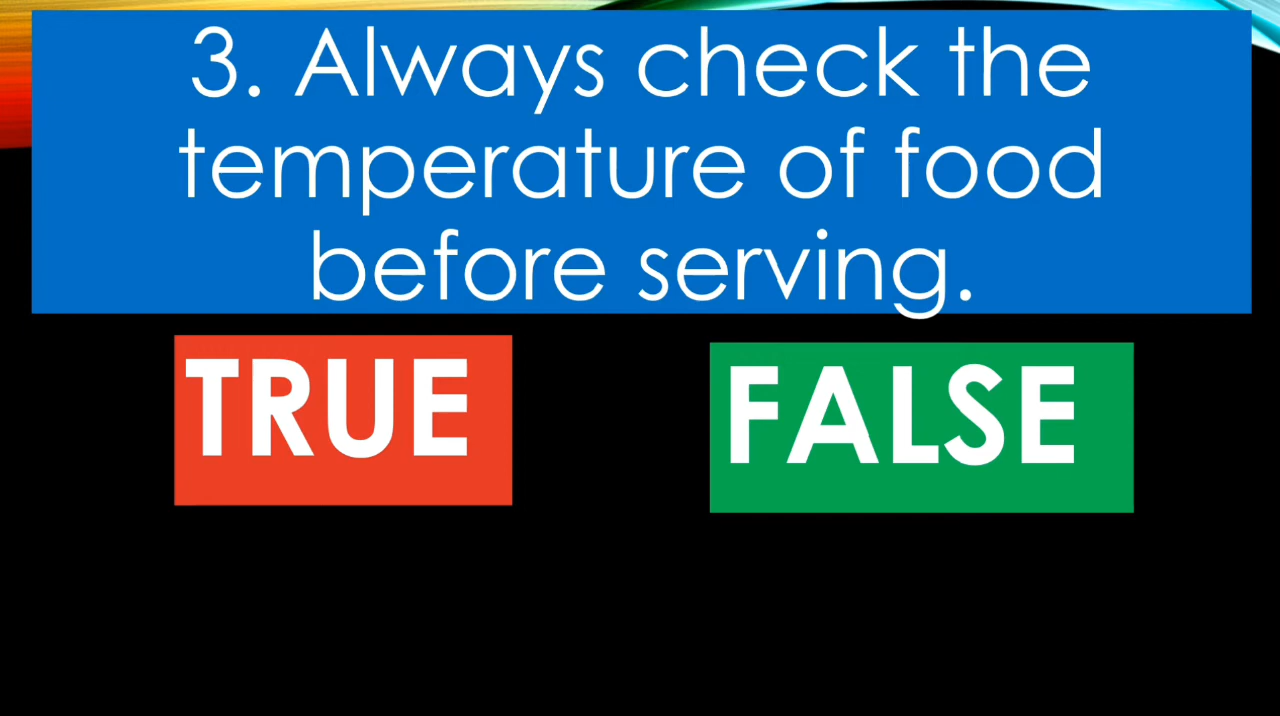 3. Always check the
temperature of food
before serving.
TRUE
FALSE